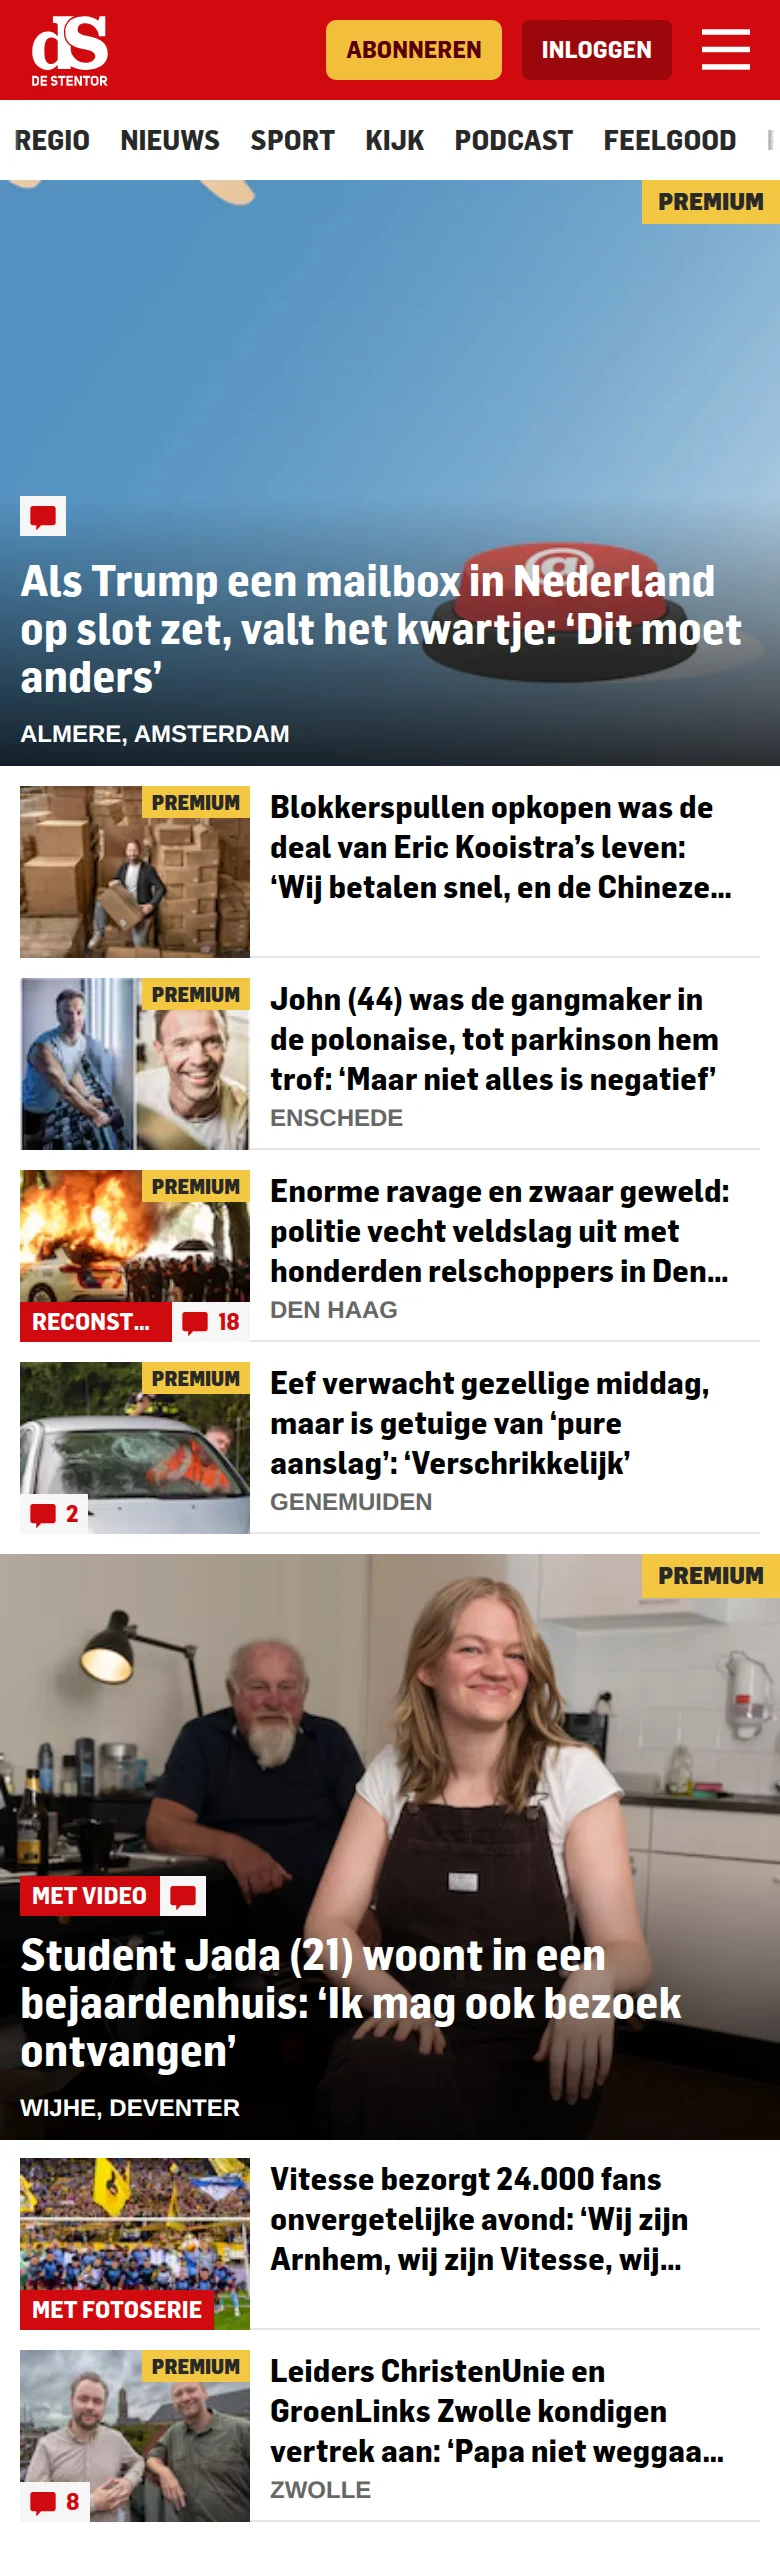 dS
DE STENTOR
ABONNEREN
INLOGGEN
REGIO NIEUWS SPORT KIJK PODCAST FEELGOOD
PREMIUM
@
Als Trump een mailbox in Nederland
op slot zet, valt het kwartje: ‘Dit moet
anders’
ALMERE, AMSTERDAM
PREMIUM
Blokkerspullen opkopen was de
deal van Eric Kooistra’s leven:
‘Wij betalen snel, en de Chineze...
PREMIUM
John (44) was de gangmaker in
de polonaise, tot parkinson hem
trof: ‘Maar niet alles is negatief’
ENSCHEDE
PREMIUM
RECONST...
18
Enorme ravage en zwaar geweld:
politie vecht veldslag uit met
honderden relschoppers in Den...
DEN HAAG
PREMIUM
2
Eef verwacht gezellige middag,
maar is getuige van ‘pure
aanslag’: ‘Verschrikkelijk’
GENEMUIDEN
PREMIUM
MET VIDEO
Student Jada (21) woont in een
bejaardenhuis: ‘Ik mag ook bezoek
ontvangen’
WIJHE, DEVENTER
MET FOTOSERIE
Vitesse bezorgt 24.000 fans
onvergetelijke avond: ‘Wij zijn
Arnhem, wij zijn Vitesse, wij...
PREMIUM
8
Leiders ChristenUnie en
GroenLinks Zwolle kondigen
vertrek aan: ‘Papa niet weggaa...
ZWOLLE